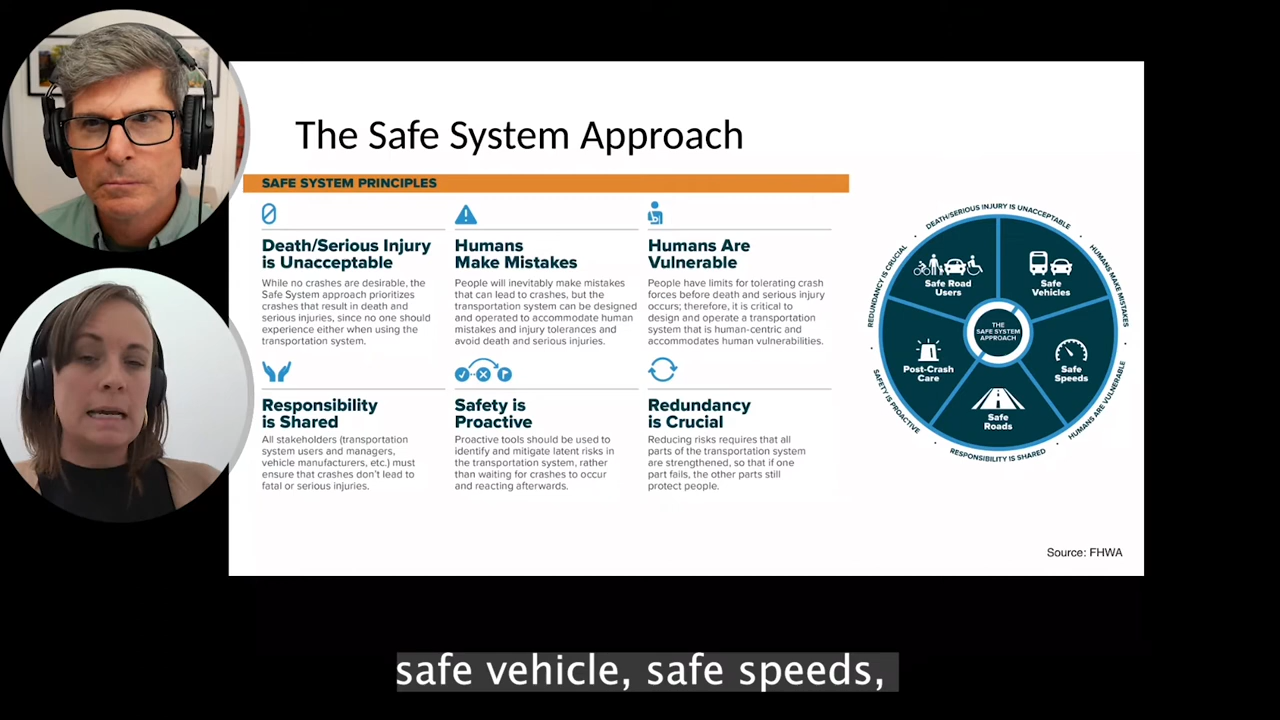 The Safe System Approach
SAFE SYSTEM PRINCIPLES
Death/Serious Injury
is Unacceptable
While no crashes are desirable, the
Safe System approach prioritizes
crashes that result in death and
serious injuries, since no one should
experience either when using the
transportation system.
Humans
Make Mistakes
People will inevitably make mistakes
that can lead to crashes, but the
transportation system can be designed
and operated to accommodate human
mistakes and injury tolerances and
avoid death and serious injuries.
Humans Are
Vulnerable
People have limits for tolerating crash
forces before death and serious injury
occurs; therefore, it is critical to
design and operate a transportation
system that is human-centric and
accommodates human vulnerabilities.
Responsibility
is Shared
All stakeholders (transportation
system users and managers,
vehicle manufacturers, etc.) must
ensure that crashes don't lead to
fatal or serious injuries.
Safety is
Proactive
Proactive tools should be used to
identify and mitigate latent risks in
the transportation system, rather
than waiting for crashes to occur
and reacting afterwards.
Redundancy
is Crucial
Reducing risks requires that all
parts of the transportation system
are strengthened, so that if one
part fails, the other parts still
protect people.
DEATH/SERIOUS INJURY IS UNACCEPTABLE
HUMANS MAKE MISTAKES
HUMANS ARE VULNERABLE
RESPONSIBILITY IS SHARED
SAFETY IS PROACTIVE
REDUNDANCY IS CRUCIAL
Safe Road
Users
Safe
Vehicles
Safe
Speeds
Safe
Roads
Post-Crash
Care
THE
SAFE SYSTEM
APPROACH
Source: FHWA
safe vehicle, safe speeds,